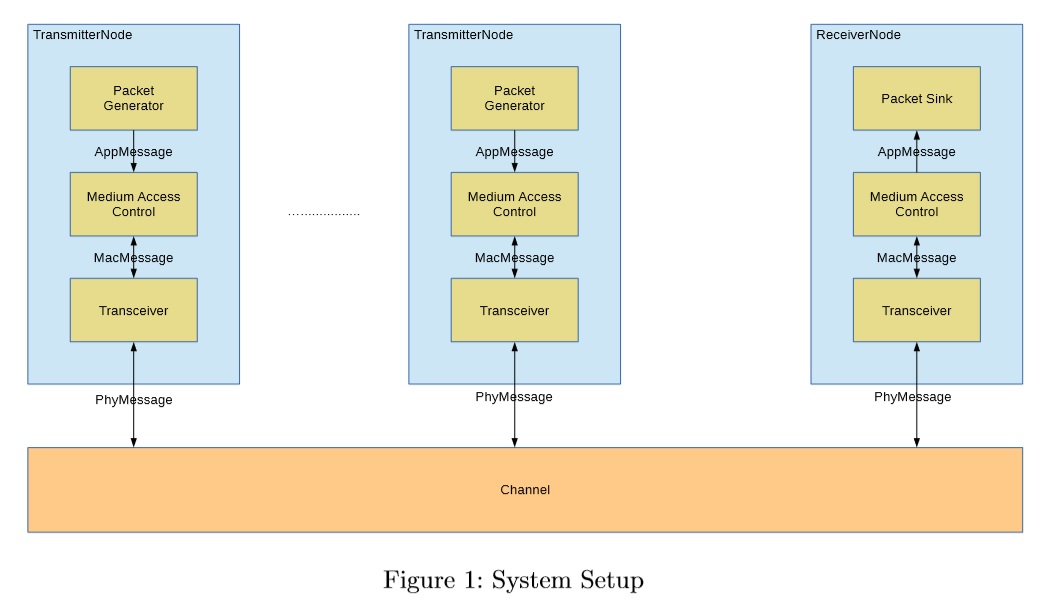 TransmitterNode
Packet
Generator
AppMessage
Medium Access
Control
MacMessage
Transceiver
PhyMessage
...................
TransmitterNode
Packet
Generator
AppMessage
Medium Access
Control
MacMessage
Transceiver
PhyMessage
ReceiverNode
Packet Sink
AppMessage
Medium Access
Control
MacMessage
Transceiver
PhyMessage
Channel
Figure 1: System Setup